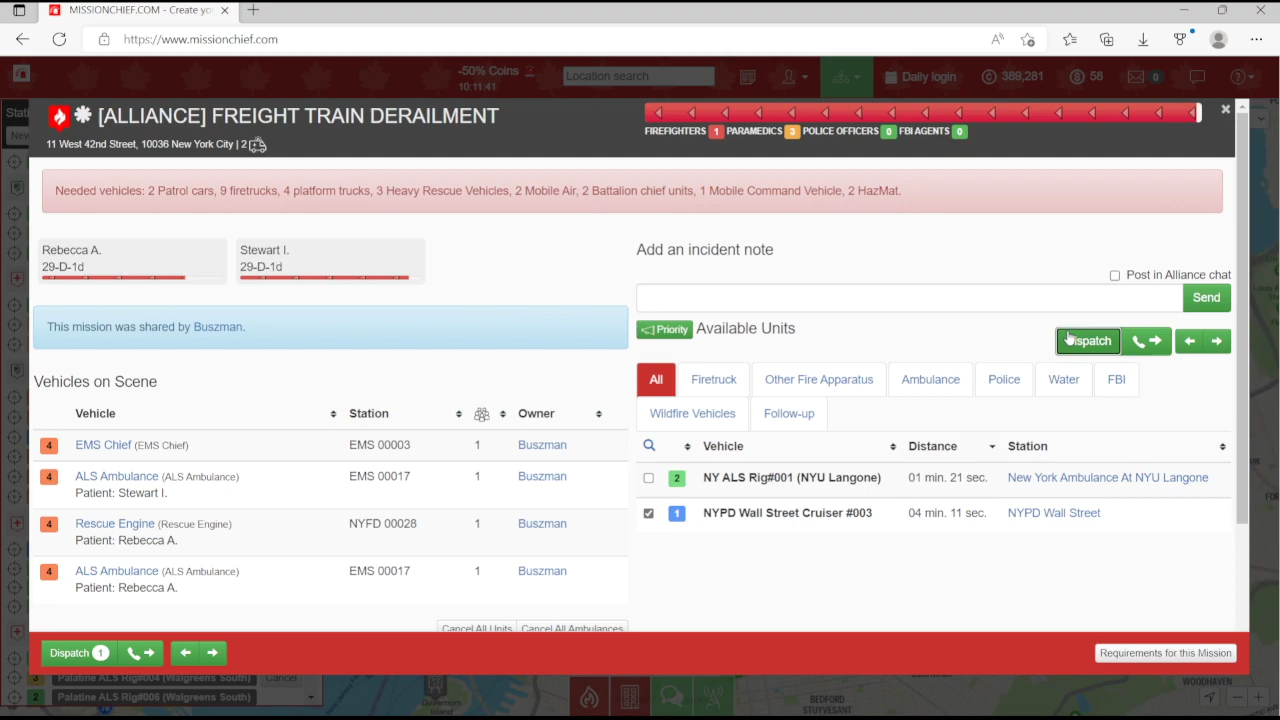 MISSIONCHIEF.COM - Create yo
https://www.missionchief.com
-50% Coins
10:11:41
Location search
Daily login
389,281
58
0
[ALLIANCE] FREIGHT TRAIN DERAILMENT
11 West 42nd Street, 10036 New York City | 2
FIREFIGHTERS 1 PARAMEDICS 3 POLICE OFFICERS 0 FBI AGENTS 0
Needed vehicles: 2 Patrol cars, 9 firetrucks, 4 platform trucks, 3 Heavy Rescue Vehicles, 2 Mobile Air, 2 Battalion chief units, 1 Mobile Command Vehicle, 2 HazMat.
Rebecca A.
29-D-1d
Stewart I.
29-D-1d
This mission was shared by Buszman.
Vehicles on Scene
Vehicle Station Owner
4 EMS Chief (EMS Chief) EMS 00003 1 Buszman
4 ALS Ambulance (ALS Ambulance) EMS 00017 1 Buszman
Patient: Stewart I.
4 Rescue Engine (Rescue Engine) NYFD 00028 1 Buszman
Patient: Rebecca A.
4 ALS Ambulance (ALS Ambulance) EMS 00017 1 Buszman
Patient: Rebecca A.
Cancel All Units Cancel All Ambulances
Add an incident note
Post in Alliance chat
Send
Priority Available Units
Dispatch
All Firetruck Other Fire Apparatus Ambulance Police Water FBI
Wildfire Vehicles Follow-up
Vehicle Distance Station
2 NY ALS Rig#001 (NYU Langone) 01 min. 21 sec. New York Ambulance At NYU Langone
1 NYPD Wall Street Cruiser #003 04 min. 11 sec. NYPD Wall Street
Dispatch 1
Requirements for this Mission
3 Palatine ALS Rig#004 (Walgreens South) Cancel
2 Palatine ALS Rig#006 (Walgreens South)
Governors
Island
BEDFORD
STUYVESANT
WOODHAVEN